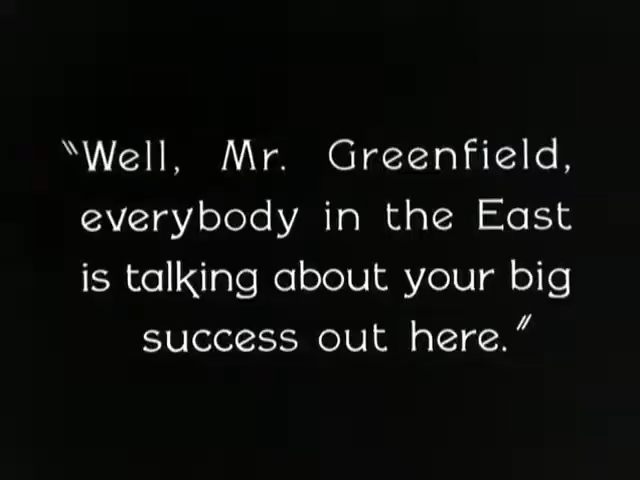 "Well, Mr. Greenfield,
everybody in the East
is talking about your big
success out here."